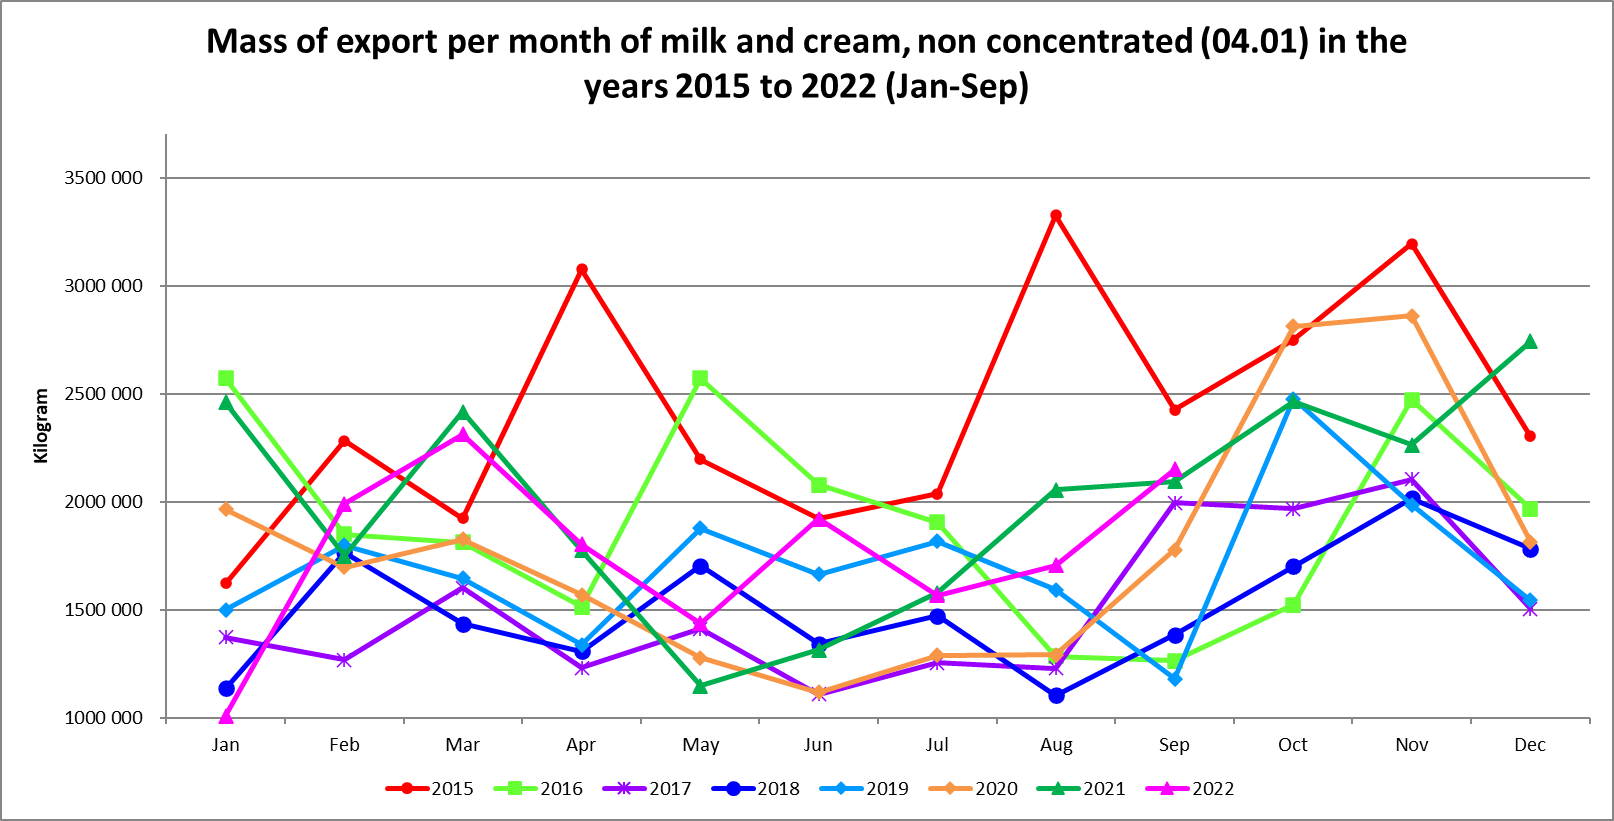 Mass of export per month of milk and cream, non concentrated (04.01) in the
years 2015 to 2022 (Jan-Sep)
Kilogram
3500 000
3000 000
2500 000
2000 000
1500 000
1000 000
Jan Feb Mar Apr May Jun Jul Aug Sep Oct Nov Dec
2015 2016 2017 2018 2019 2020 2021 2022